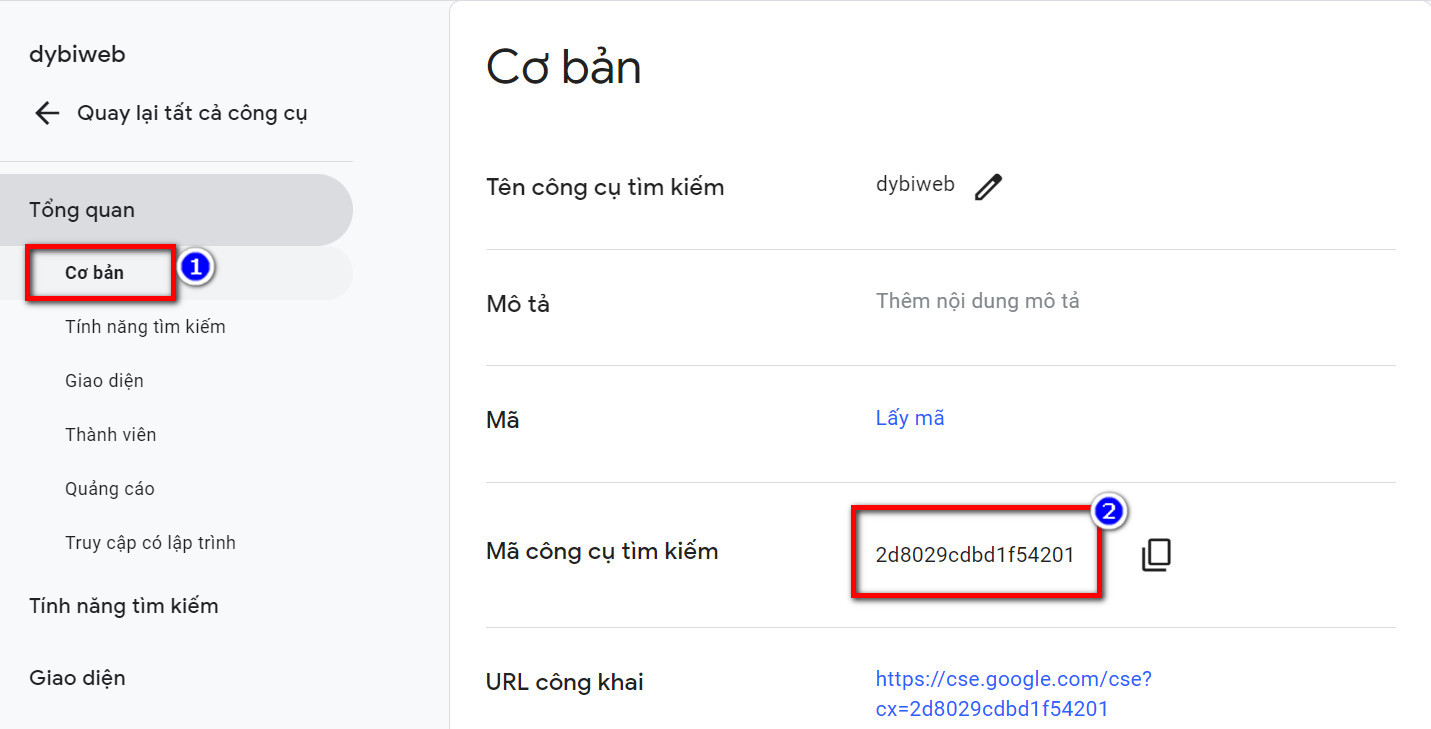 dybiweb
Quay lại tất cả công cụ
Tổng quan
Cơ bản
1
Tính năng tìm kiếm
Giao diện
Thành viên
Quảng cáo
Truy cập có lập trình
Tính năng tìm kiếm
Giao diện
Cơ bản
Tên công cụ tìm kiếm
dybiweb
Mô tả
Thêm nội dung mô tả
Mã
Lấy mã
2
Mã công cụ tìm kiếm
2d8029cdbd1f54201
URL công khai
https://cse.google.com/cse?
cx=2d8029cdbd1f54201